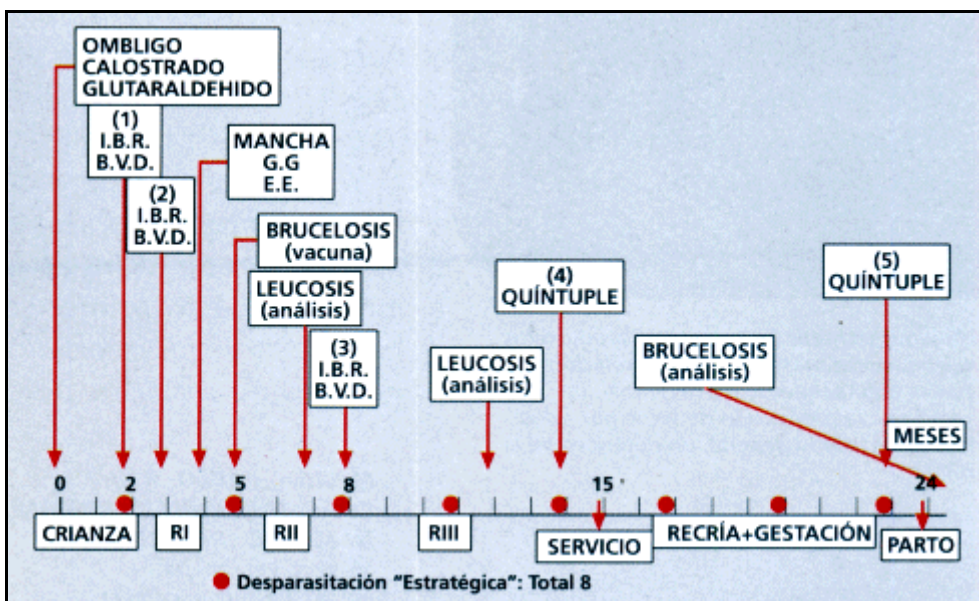 OMBLIGO
CALOSTRADO
GLUTARALDEHIDO
(1)
I.B.R.
B.V.D.
(2)
I.B.R.
B.V.D.
MANCHA
G.G
E.E.
BRUCELOSIS
(vacuna)
LEUCOSIS
(análisis)
(3)
I.B.R.
B.V.D.
LEUCOSIS
(análisis)
(4)
QUÍNTUPLE
BRUCELOSIS
(análisis)
(5)
QUÍNTUPLE
MESES
0 2 5 8 15 24
CRIANZA RI RII RIII SERVICIO RECRÍA+GESTACIÓN PARTO
Desparasitación "Estratégica": Total 8